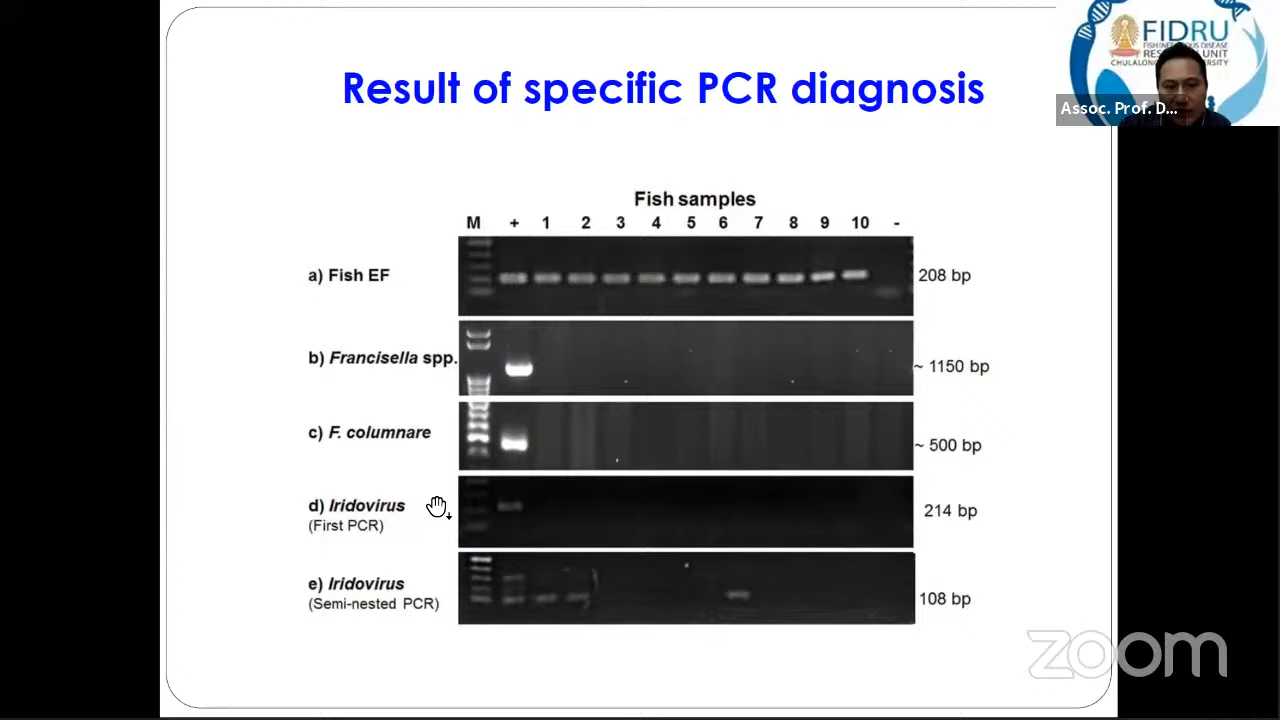 Result of specific PCR diagnosis
FIDRU
CHULALONG
Assoc. Prof. D...
Fish samples
M + 1 2 3 4 5 6 7 8 9 10 -
a) Fish EF
208 bp
b) Francisella spp.
~ 1150 bp
c) F. columnare
~ 500 bp
d) Iridovirus
(First PCR)
214 bp
e) Iridovirus
(Semi-nested PCR)
108 bp
zoom